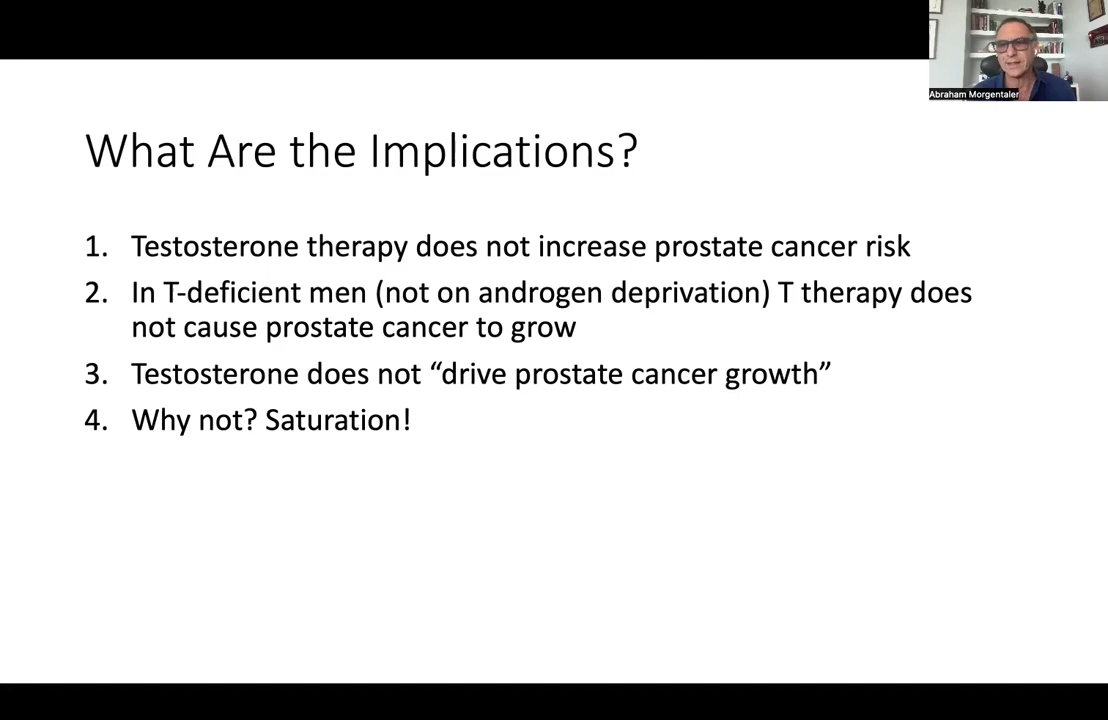 Abraham Morgentaler
What Are the Implications?
1. Testosterone therapy does not increase prostate cancer risk
2. In T-deficient men (not on androgen deprivation) T therapy does
not cause prostate cancer to grow
3. Testosterone does not “drive prostate cancer growth”
4. Why not? Saturation!